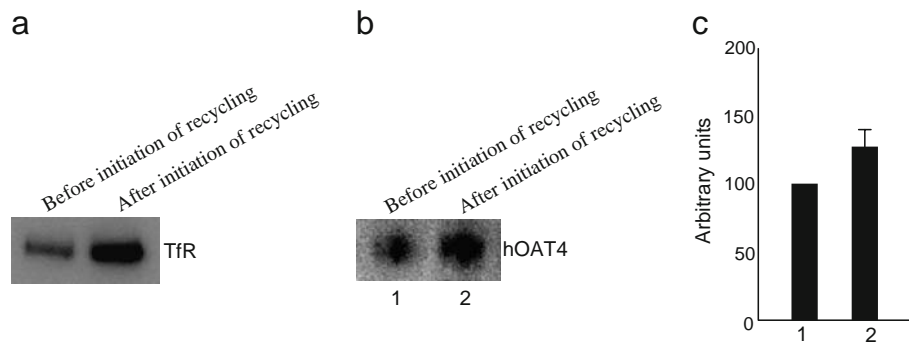 a
Before initiation of recycling
After initiation of recycling
TfR
b
Before initiation of recycling
After initiation of recycling
hOAT4
1 2
c
Arbitrary units
200
150
100
50
0
1 2